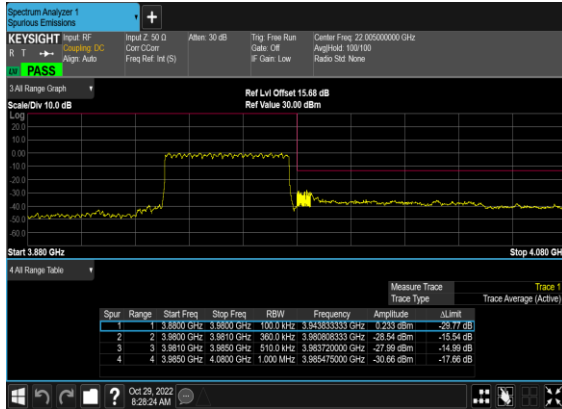 Spectrum Analyzer 1
Spurious Emissions
KEYSIGHT Input: RF Input Z: 50 Ω Atten: 30 dB Trig: Free Run Center Freq: 22.005000000 GHz
R T Coupling: DC Corr CCorr Gate: Off Avg|Hold: 100/100
Align: Auto Freq Ref: Int (S) IF Gain: Low Radio Std: None
PASS
3 All Range Graph
Ref Lvl Offset 15.68 dB
Scale/Div 10.0 dB Ref Value 30.00 dBm
Log
20.0
10.0
0.00
-10.0
-20.0
-30.0
-40.0
-50.0
-60.0
Start 3.880 GHz Stop 4.080 GH
4 All Range Table
Measure Trace Trace 1
Trace Type Trace Average (Active)
Spur Range Start Freq Stop Freq RBW Frequency Amplitude ΔLimit
1 1 3.8800 GHz 3.9800 GHz 100.0 kHz 3.943833333 GHz 0.233 dBm -29.77 dB
2 2 3.9800 GHz 3.9810 GHz 360.0 kHz 3.980808333 GHz -28.54 dBm -15.54 dB
3 3 3.9810 GHz 3.9850 GHz 510.0 kHz 3.983720000 GHz -27.99 dBm -14.99 dB
4 4 3.9850 GHz 4.0800 GHz 1.000 MHz 3.985475000 GHz -30.66 dBm -17.66 dB
? Oct 29, 2022
8:28:24 AM